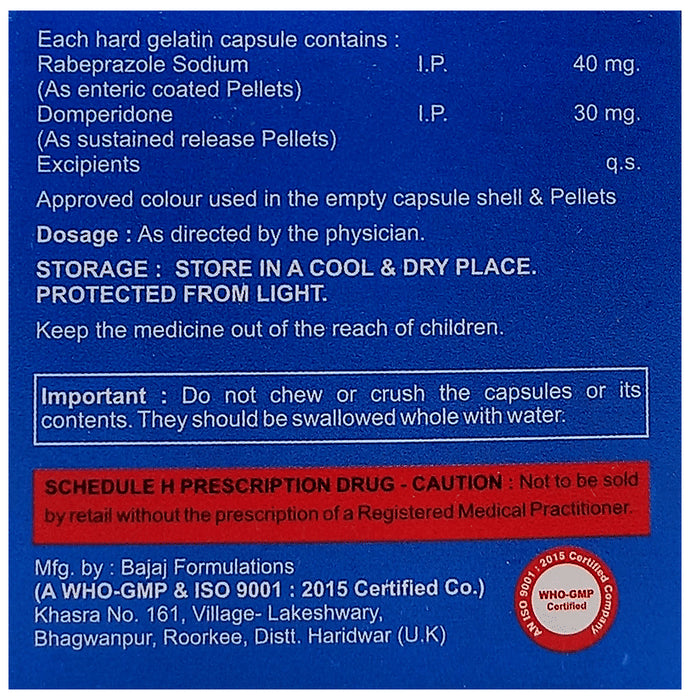 Each hard gelatin capsule contains :
Rabeprazole Sodium I.P. 40 mg.
(As enteric coated Pellets)
Domperidone I.P. 30 mg.
(As sustained release Pellets)
Excipients q.s.
Approved colour used in the empty capsule shell & Pellets
Dosage : As directed by the physician.
STORAGE : STORE IN A COOL & DRY PLACE.
PROTECTED FROM LIGHT.
Keep the medicine out of the reach of children.
Important : Do not chew or crush the capsules or its
contents. They should be swallowed whole with water.
SCHEDULE H PRESCRIPTION DRUG - CAUTION : Not to be sold
by retail without the prescription of a Registered Medical Practitioner.
Mfg. by : Bajaj Formulations
(A WHO-GMP & ISO 9001 : 2015 Certified Co.)
Khasra No. 161, Village- Lakeshwary,
Bhagwanpur, Roorkee, Distt. Haridwar (U.K)
AN ISO 9001 : 2015 Certified Company
WHO-GMP
Certified